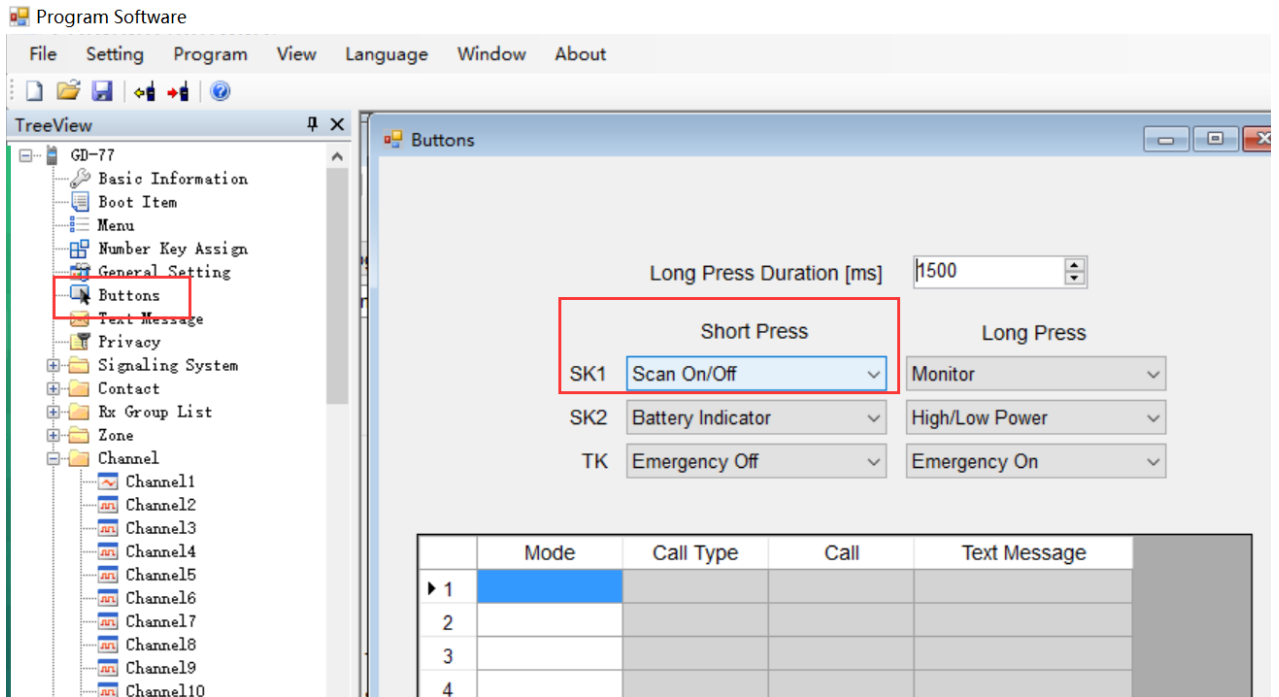 Program Software
File Setting Program View Language Window About
TreeView
GD-77
Basic Information
Boot Item
Menu
Number Key Assign
General Setting
Buttons
Text Message
Privacy
Signaling System
Contact
Rx Group List
Zone
Channel
Channel1
Channel2
Channel3
Channel4
Channel5
Channel6
Channel7
Channel8
Channel9
Channel10
Buttons
Long Press Duration [ms] 1500
Short Press Long Press
SK1 Scan On/Off Monitor
SK2 Battery Indicator High/Low Power
TK Emergency Off Emergency On
Mode Call Type Call Text Message
1
2
3
4